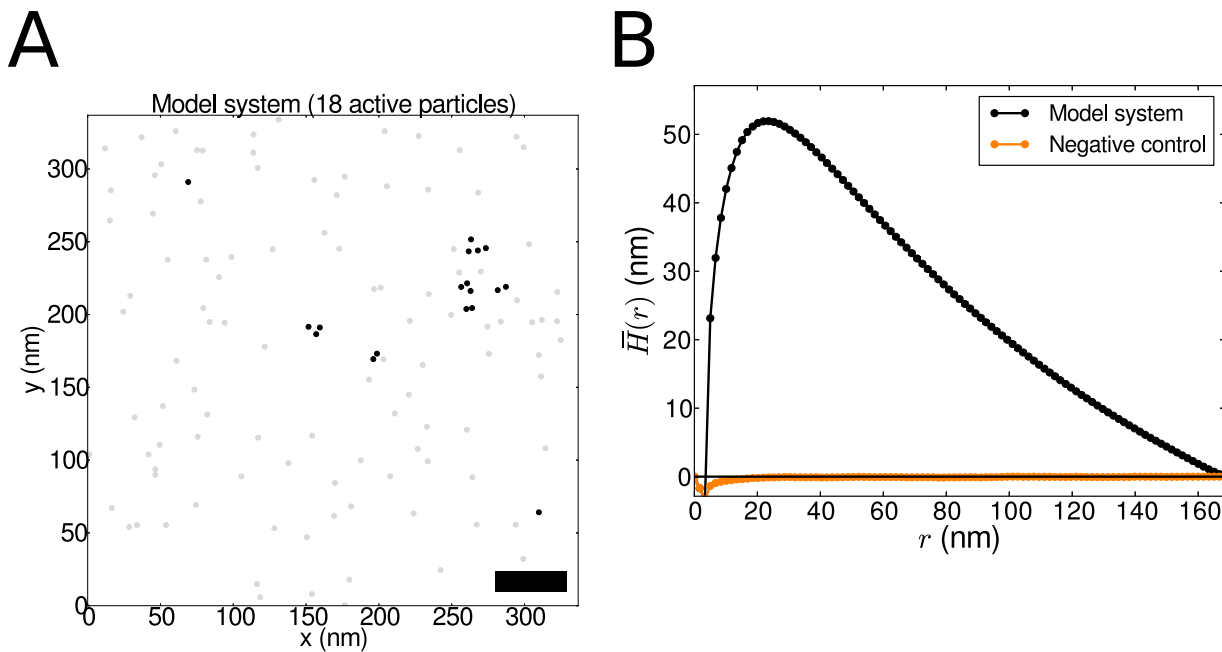 A
B
Model system (18 active particles)
300
250
200
150
100
50
0
y (nm)
0 50 100 150 200 250 300
x (nm)
Model system
Negative control
50
40
30
20
10
0
H̅(r) (nm)
0 20 40 60 80 100 120 140 160
r (nm)